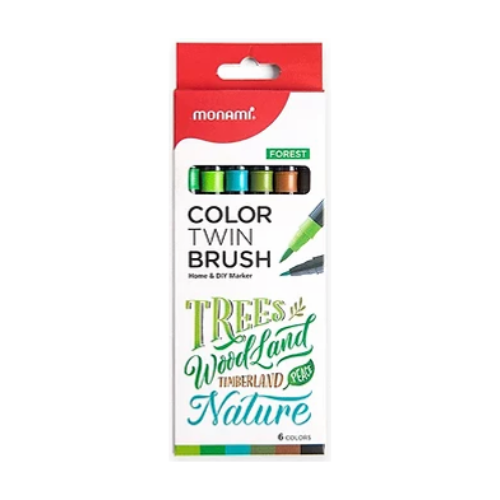 monami®
FOREST
COLOR
TWIN
BRUSH
Home & DIY Marker
TREES
WoodLand
TIMBERLAND PEACE
Nature
6 COLORS